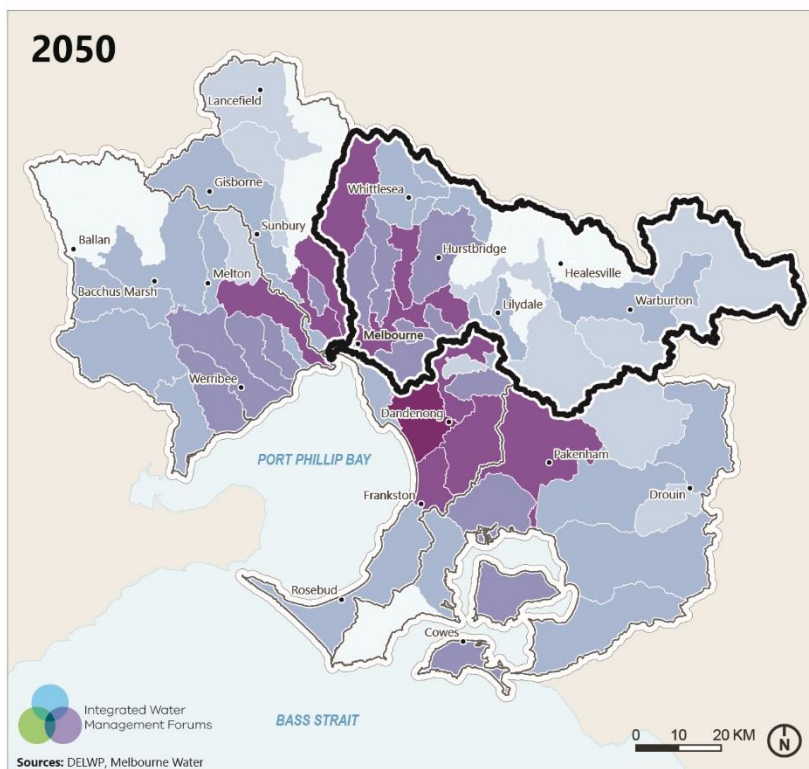 2050
Lancefield
Gisborne
Whittlesea
Sunbury
Ballan
Hurstbridge
Healesville
Melton
Bacchus Marsh
Lilydale
Warburton
Melbourne
Werribee
Dandenong
PORT PHILLIP BAY
Pakenham
Drouin
Frankston
Rosebud
Cowes
Integrated Water
Management Forums
BASS STRAIT
0 10 20 KM
N
Sources: DELWP, Melbourne Water